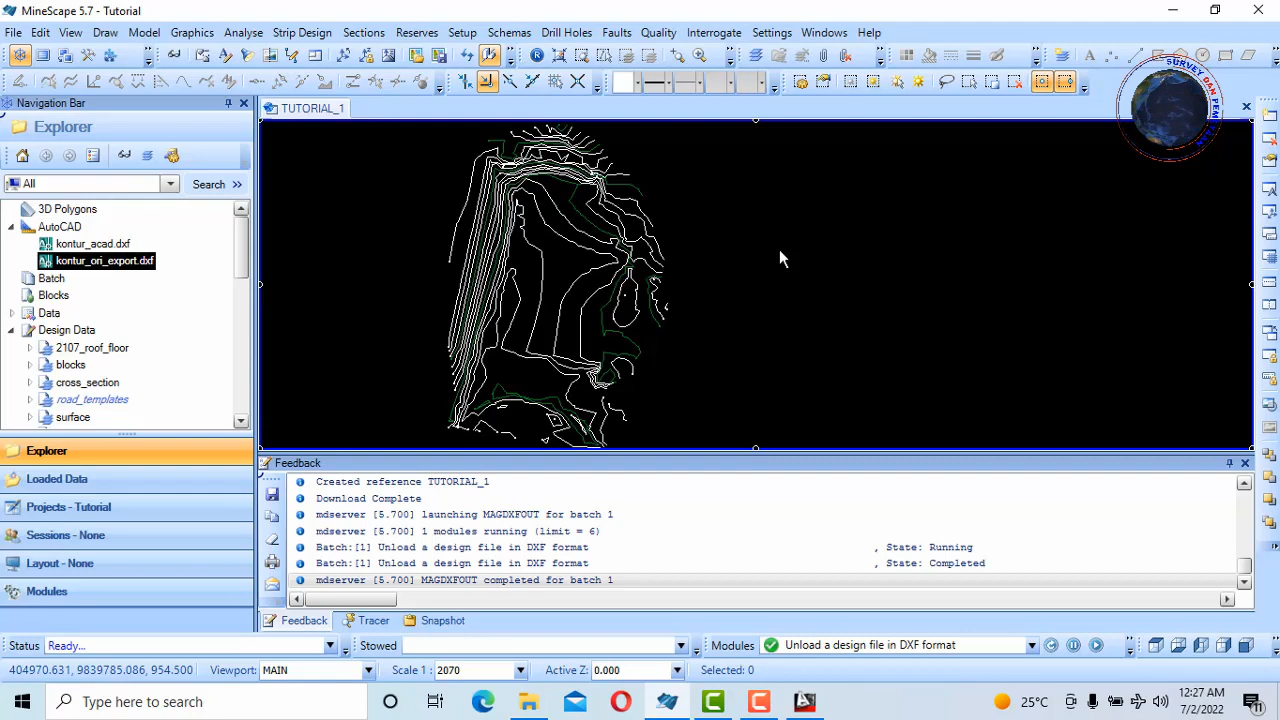 MineScape 5.7 - Tutorial
File Edit View Draw Model Graphics Analyse Strip Design Sections Reserves Setup Schemas Drill Holes Faults Quality Interrogate Settings Windows Help
SURVEY DAN PEMETAAN
Navigation Bar
TUTORIAL_1
Explorer
All
Search
3D Polygons
AutoCAD
kontur_acad.dxf
kontur_ori_export.dxf
Batch
Blocks
Data
Design Data
2107_roof_floor
blocks
cross_section
road_templates
surface
Explorer
Loaded Data
Projects - Tutorial
Sessions - None
Layout - None
Modules
Feedback
Created reference TUTORIAL_1
Download Complete
mdserver [5.700] launching MAGDXFOUT for batch 1
mdserver [5.700] 1 modules running (limit = 6)
Batch:[1] Unload a design file in DXF format , State: Running
Batch:[1] Unload a design file in DXF format , State: Completed
mdserver [5.700] MAGDXFOUT completed for batch 1
Feedback Tracer Snapshot
Status Ready... Stowed Modules Unload a design file in DXF format
404970.631, 9839785.086, 954.500 Viewport: MAIN Scale 1 : 2070 Active Z: 0.000 Selected: 0
Type here to search
25°C
12:27 AM
7/2/2022
11